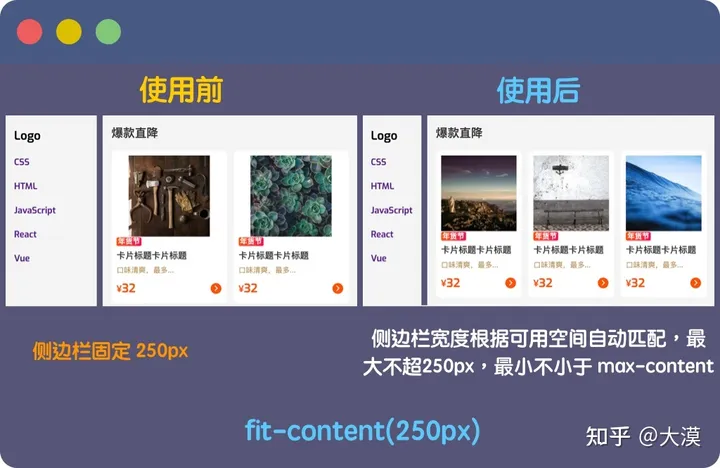 使用前
使用后
Logo
CSS
HTML
JavaScript
React
Vue
爆款直降
年货节
卡片标题卡片标题
口味清爽，最多...
¥32
年货节
卡片标题卡片标题
口味清爽，最多...
¥32
Logo
CSS
HTML
JavaScript
React
Vue
爆款直降
年货节
卡片标题卡片标题
口味清爽，最多...
¥32
年货节
卡片标题卡片标题
口味清爽，最多...
¥32
年货节
卡片标题卡片标题
口味清爽，最多...
¥32
侧边栏固定 250px
侧边栏宽度根据可用空间自动匹配，最
大不超250px，最小不小于 max-content
fit-content(250px)
知乎 @大漠